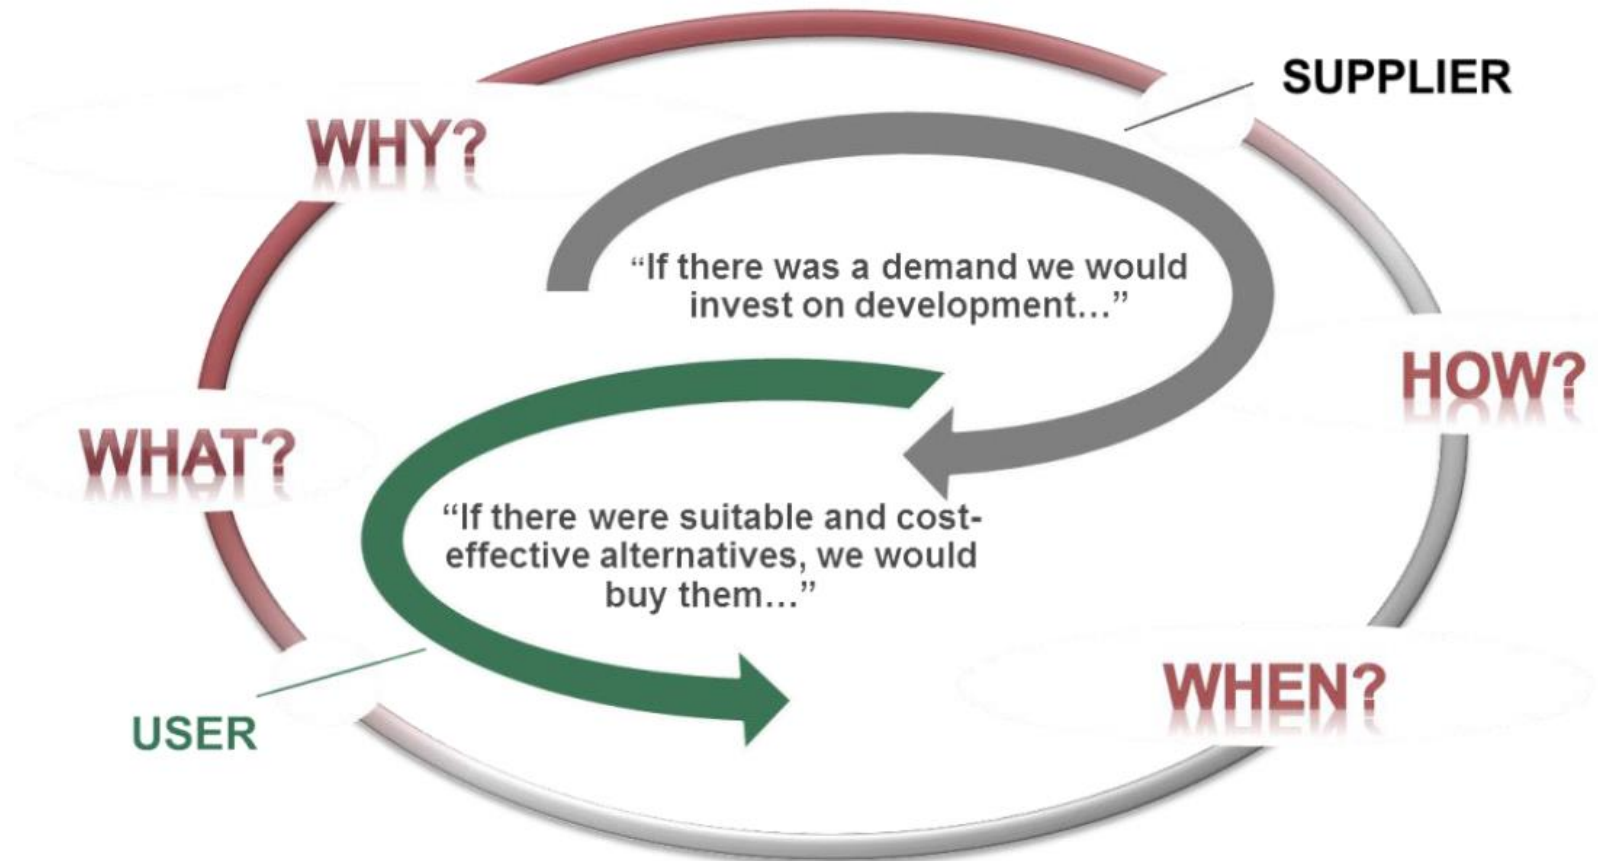 SUPPLIER
WHY?
“If there was a demand we would
invest on development...”
HOW?
WHAT?
“If there were suitable and cost-
effective alternatives, we would
buy them...”
WHEN?
USER